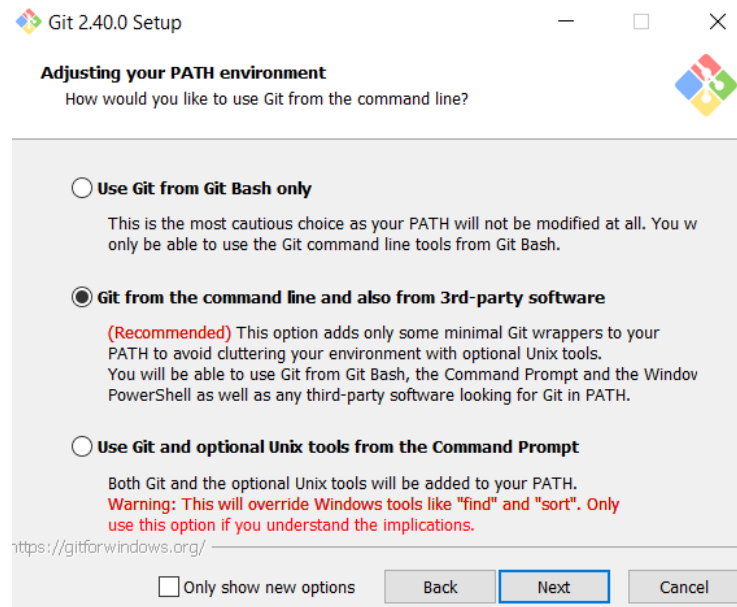 Git 2.40.0 Setup
Adjusting your PATH environment
How would you like to use Git from the command line?
Use Git from Git Bash only
This is the most cautious choice as your PATH will not be modified at all. You w
only be able to use the Git command line tools from Git Bash.
Git from the command line and also from 3rd-party software
(Recommended) This option adds only some minimal Git wrappers to your
PATH to avoid cluttering your environment with optional Unix tools.
You will be able to use Git from Git Bash, the Command Prompt and the Window
PowerShell as well as any third-party software looking for Git in PATH.
Use Git and optional Unix tools from the Command Prompt
Both Git and the optional Unix tools will be added to your PATH.
Warning: This will override Windows tools like "find" and "sort". Only
use this option if you understand the implications.
https://gitforwindows.org/
Only show new options
Back
Next
Cancel